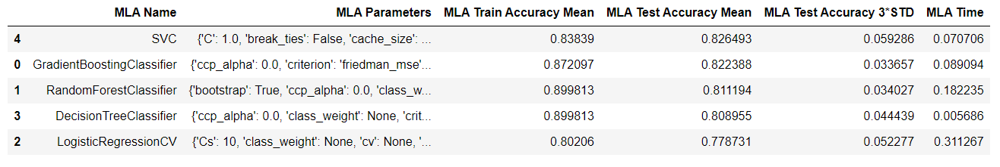 MLA Name MLA Parameters MLA Train Accuracy Mean MLA Test Accuracy Mean MLA Test Accuracy 3*STD MLA Time
4 SVC {'C': 1.0, 'break_ties': False, 'cache_size': ... 0.83839 0.826493 0.059286 0.070706
0 GradientBoostingClassifier {'ccp_alpha': 0.0, 'criterion': 'friedman_mse'... 0.872097 0.822388 0.033657 0.089094
1 RandomForestClassifier {'bootstrap': True, 'ccp_alpha': 0.0, 'class_w... 0.899813 0.811194 0.034027 0.182235
3 DecisionTreeClassifier {'ccp_alpha': 0.0, 'class_weight': None, 'crit... 0.899813 0.808955 0.044439 0.005686
2 LogisticRegressionCV {'Cs': 10, 'class_weight': None, 'cv': None, '... 0.80206 0.778731 0.052277 0.311267